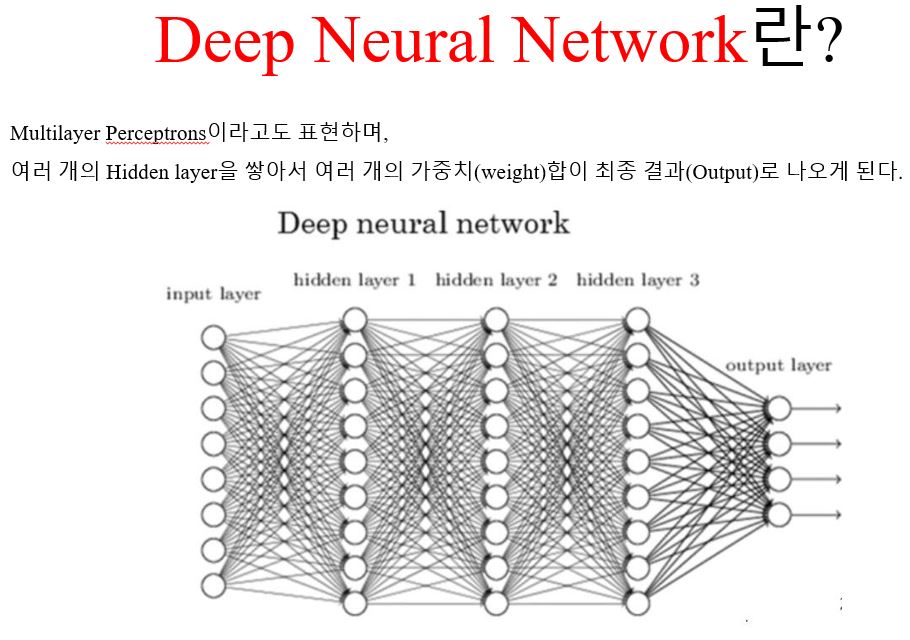 Deep Neural Network란?
Multilayer Perceptrons이라고도 표현하며,
여러 개의 Hidden layer을 쌓아서 여러 개의 가중치(weight)합이 최종 결과(Output)로 나오게 된다.
Deep neural network
hidden layer 1 hidden layer 2 hidden layer 3
input layer
output layer